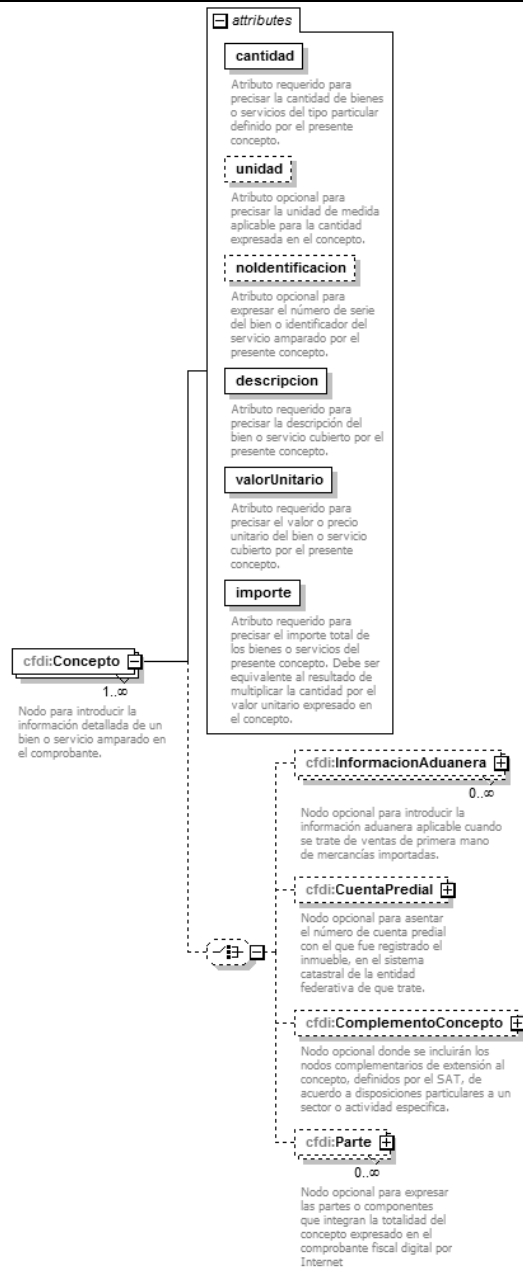 attributes
cantidad
Atributo requerido para
precisar la cantidad de bienes
o servicios del tipo particular
definido por el presente
concepto.
unidad
Atributo opcional para
precisar la unidad de medida
aplicable para la cantidad
expresada en el concepto.
noIdentificacion
Atributo opcional para
expresar el número de serie
del bien o identificador del
servicio amparado por el
presente concepto.
descripcion
Atributo requerido para
precisar la descripción del
bien o servicio cubierto por el
presente concepto.
valorUnitario
Atributo requerido para
precisar el valor o precio
unitario del bien o servicio
cubierto por el presente
concepto.
importe
Atributo requerido para
precisar el importe total de
los bienes o servicios del
presente concepto. Debe ser
equivalente al resultado de
multiplicar la cantidad por el
valor unitario expresado en
el concepto.
cfdi:Concepto
1..∞
Nodo para introducir la
información detallada de un
bien o servicio amparado en
el comprobante.
cfdi:InformacionAduanera
0..∞
Nodo opcional para introducir la
información aduanera aplicable cuando
se trate de ventas de primera mano
de mercancías importadas.
cfdi:CuentaPredial
Nodo opcional para asentar
el número de cuenta predial
con el que fue registrado el
inmueble, en el sistema
catastral de la entidad
federativa de que trate.
cfdi:ComplementoConcepto
Nodo opcional donde se incluirán los
nodos complementarios de extensión al
concepto, definidos por el SAT, de
acuerdo a disposiciones particulares a un
sector o actividad especifica.
cfdi:Parte
0..∞
Nodo opcional para expresar
las partes o componentes
que integran la totalidad del
concepto expresado en el
comprobante fiscal digital por
Internet